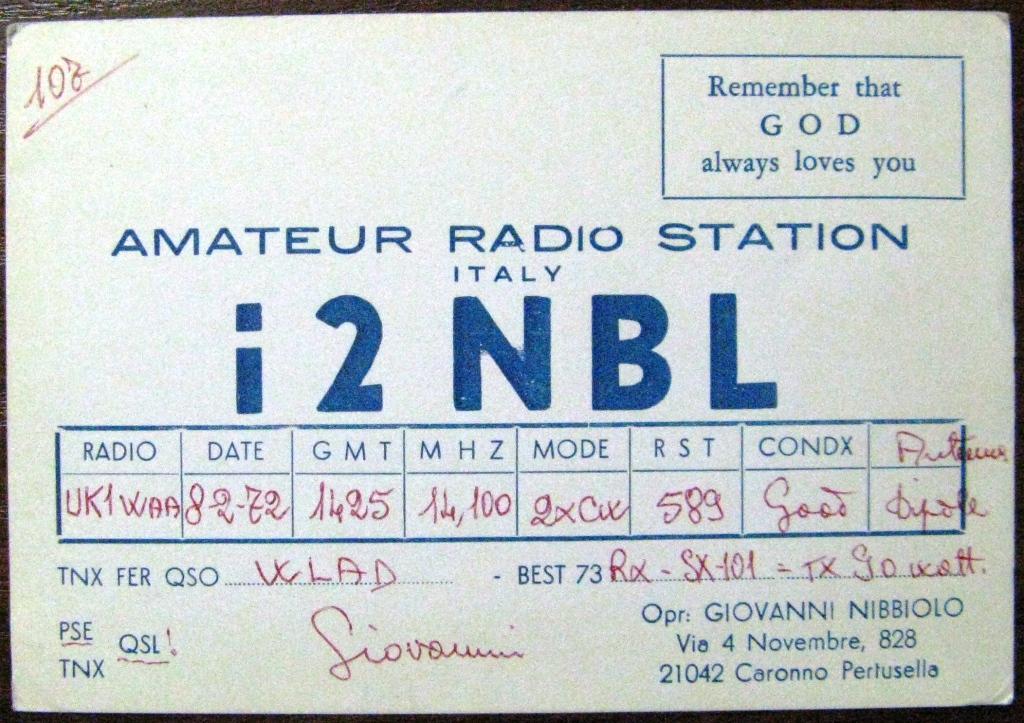 107
Remember that
GOD
always loves you
AMATEUR RADIO STATION
ITALY
i2NBL
RADIO DATE GMT MHZ MODE RST CONDX Antenna
UK1WAA 8-2-72 1425 14,100 2xCW 589 Good dipole
TNX FER QSO VLAD - BEST 73 Rx - SX-101 = TX 90 watt.
Opr: GIOVANNI NIBBIOLO
PSE QSL! Giovanni Via 4 Novembre, 828
TNX 21042 Caronno Pertusella